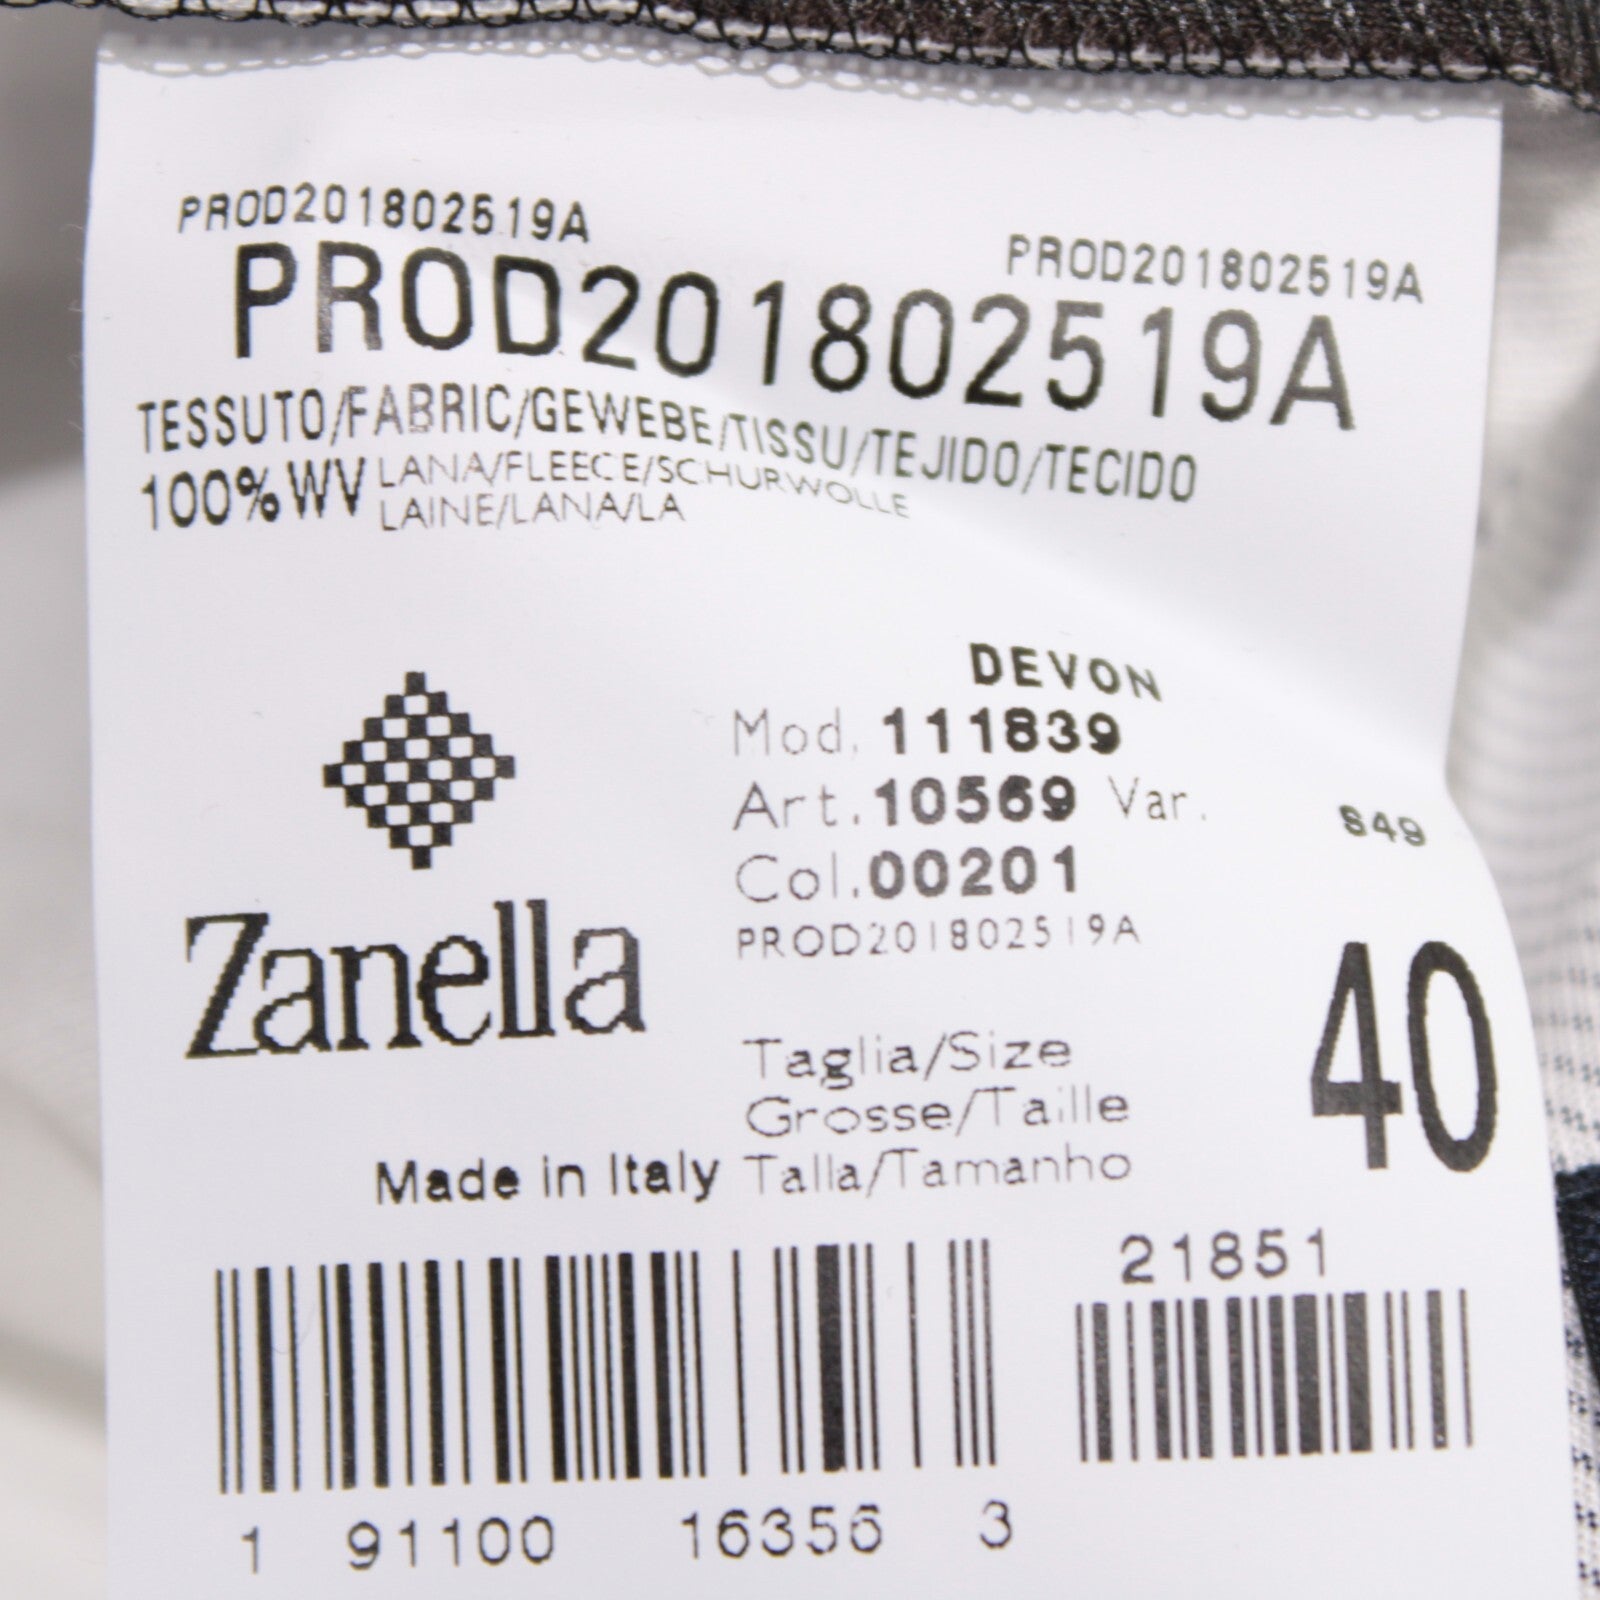 PROD201802519A
PROD201802519A
PROD201802519A
TESSUTO/FABRIC/GEWEBE/TISSU/TEJIDO/TECIDO
100% WV LANA/FLEECE/SCHURWOLLE
LAINE/LANA/LA
DEVON
Mod. 111839
Art. 10569 Var. S49
Col. 00201
PROD201802519A
Zanella
Taglia/Size
Grosse/Taille
Talla/Tamanho
40
Made in Italy
21851
1 91100 16356 3